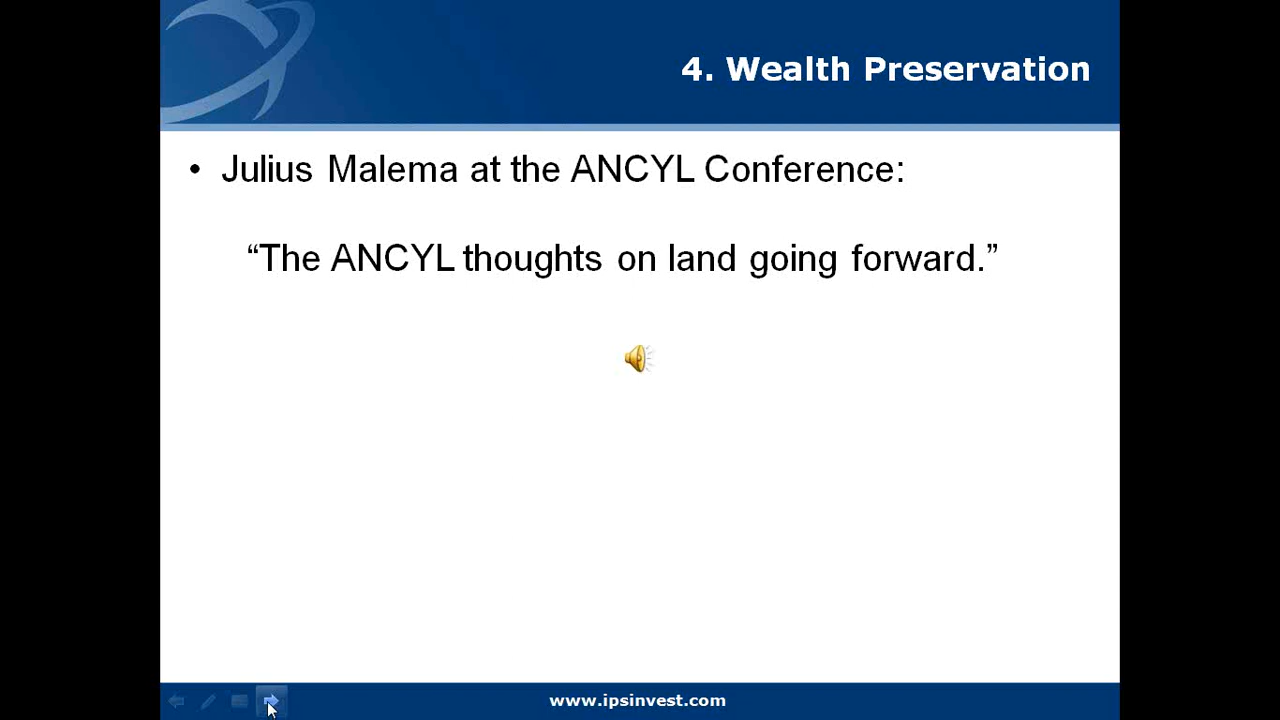 4. Wealth Preservation
• Julius Malema at the ANCYL Conference:
“The ANCYL thoughts on land going forward.”
www.ipsinvest.com